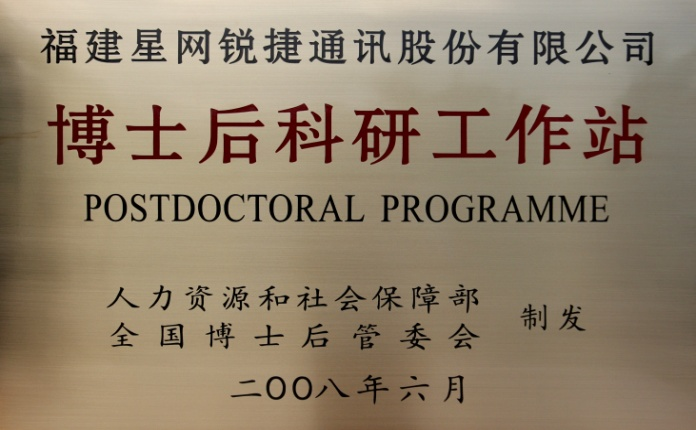 福建星网锐捷通讯股份有限公司
博士后科研工作站
POSTDOCTORAL PROGRAMME
人力资源和社会保障部
全国博士后管委会 制发
二〇〇八年六月